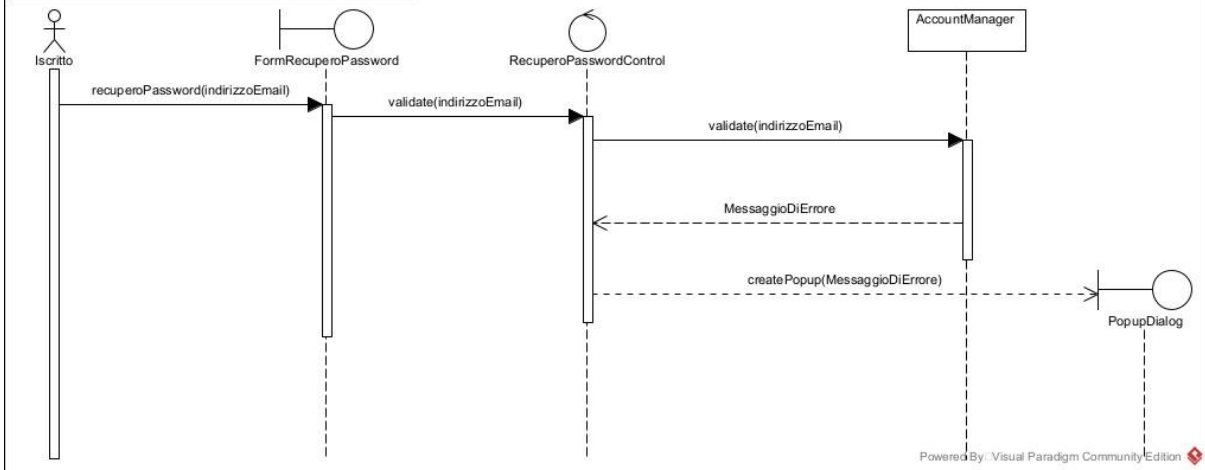 AccountManager
Iscritto
FormRecuperoPassword
RecuperoPasswordControl
recuperoPassword(indirizzoEmail)
validate(indirizzoEmail)
validate(indirizzoEmail)
MessaggioDiErrore
createPopup(MessaggioDiErrore)
PopupDialog
Powered By Visual Paradigm Community Edition